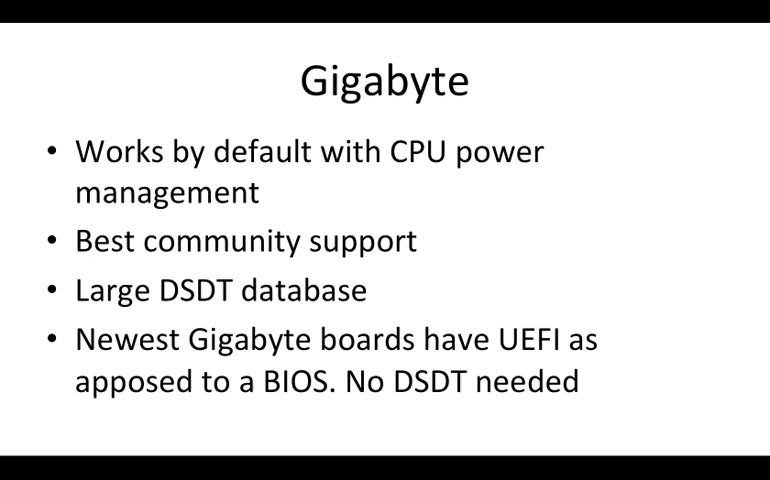 Gigabyte
• Works by default with CPU power
management
• Best community support
• Large DSDT database
• Newest Gigabyte boards have UEFI as
apposed to a BIOS. No DSDT needed